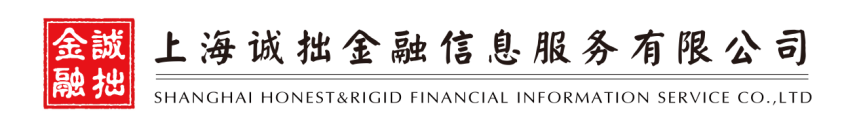 金誠
融拙
上海诚拙金融信息服务有限公司
SHANGHAI HONEST&RIGID FINANCIAL INFORMATION SERVICE CO.,LTD